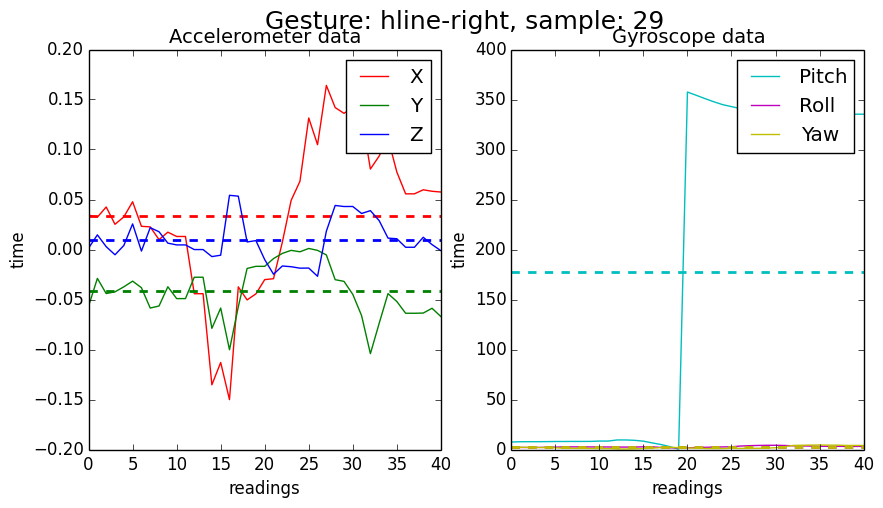 Gesture: hline-right, sample: 29
Accelerometer data
0.20
0.15
0.10
0.05
0.00
−0.05
−0.10
−0.15
−0.20
time
0 5 10 15 20 25 30 35 40
readings
X
Y
Z
Gyroscope data
400
350
300
250
200
150
100
50
0
time
0 5 10 15 20 25 30 35 40
readings
Pitch
Roll
Yaw